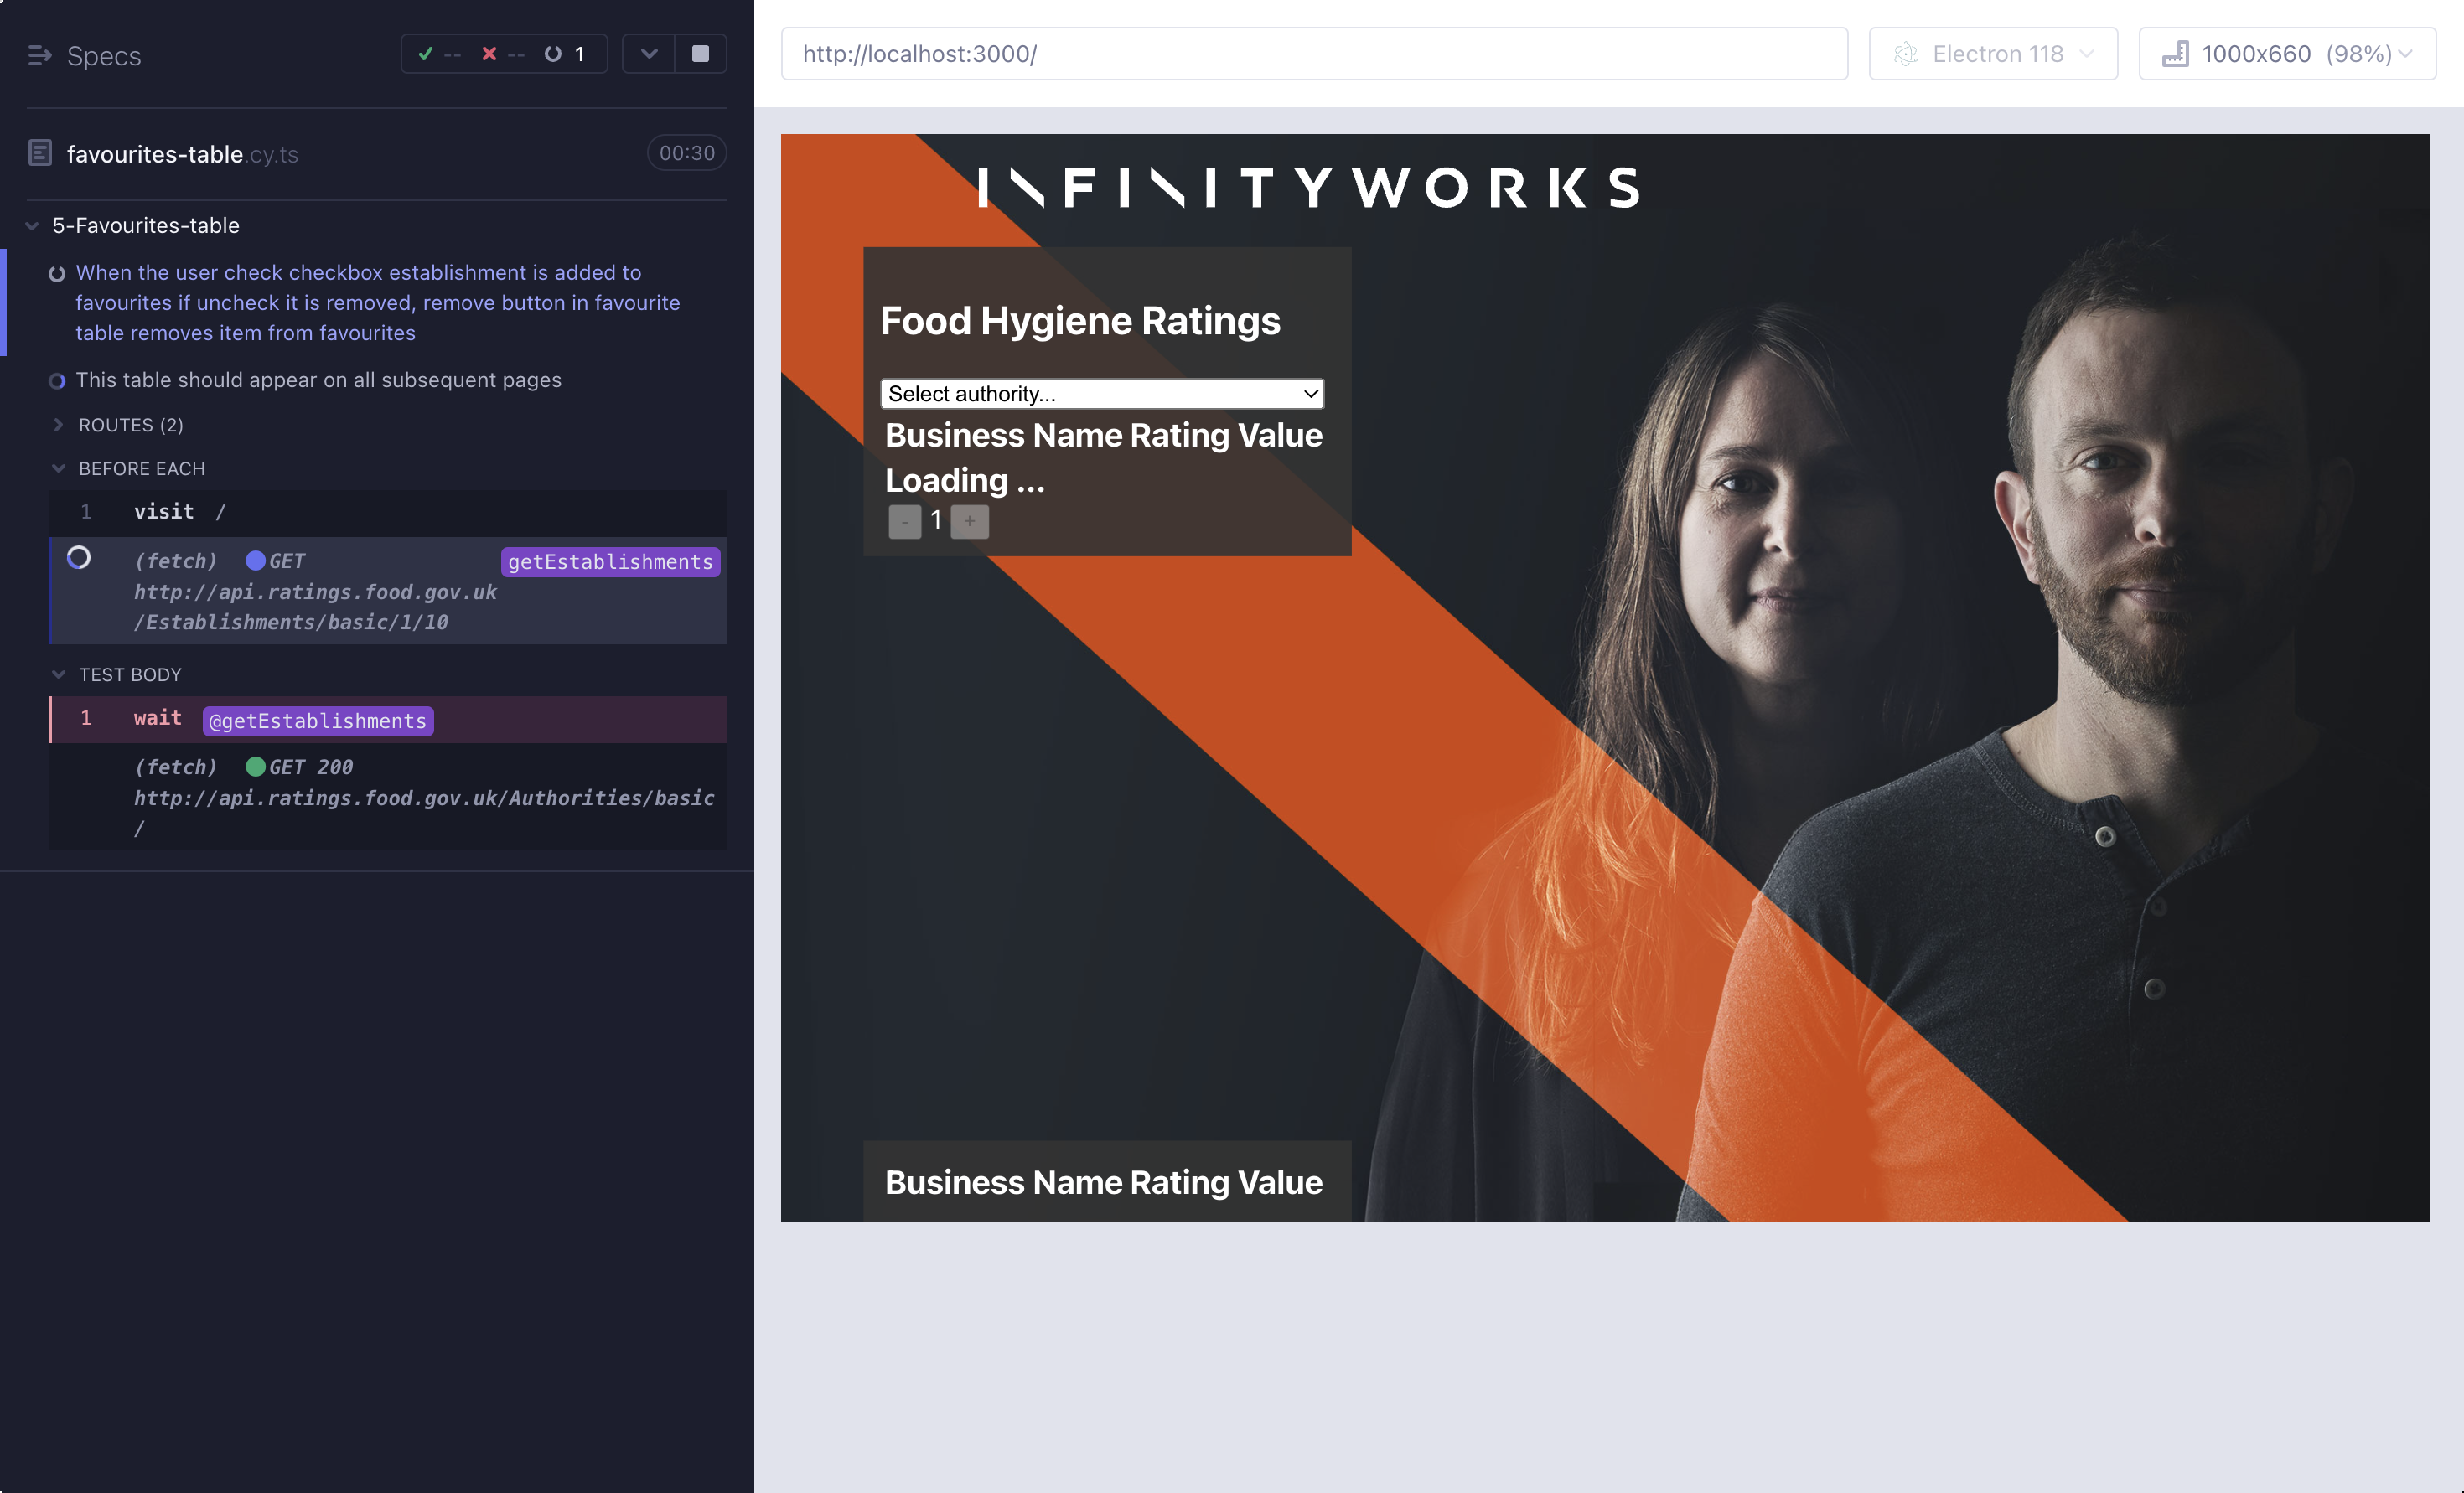 Specs
-- -- 1
favourites-table.cy.ts 00:30
5-Favourites-table
When the user check checkbox establishment is added to
favourites if uncheck it is removed, remove button in favourite
table removes item from favourites
This table should appear on all subsequent pages
ROUTES (2)
BEFORE EACH
1 visit /
(fetch) GET getEstablishments
http://api.ratings.food.gov.uk
/Establishments/basic/1/10
TEST BODY
1 wait @getEstablishments
(fetch) GET 200
http://api.ratings.food.gov.uk/Authorities/basic
/
http://localhost:3000/
Electron 118
1000x660 (98%)
INFINITYWORKS
Food Hygiene Ratings
Select authority...
Business Name Rating Value
Loading ...
- 1 +
Business Name Rating Value